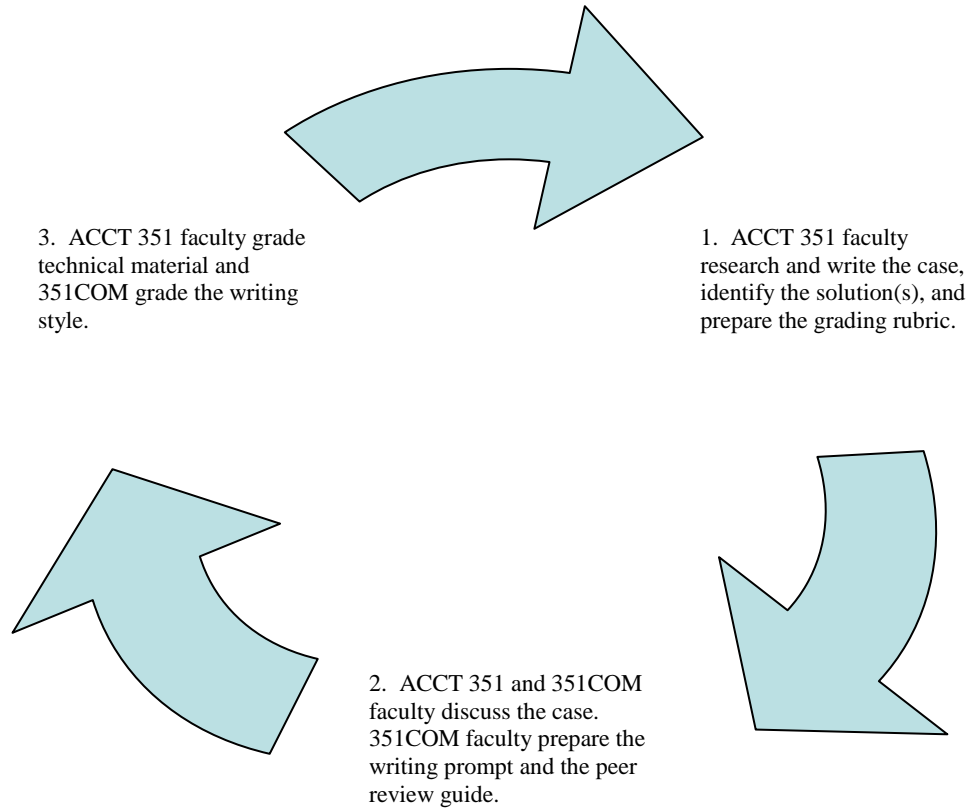 3. ACCT 351 faculty grade
technical material and
351COM grade the writing
style.
1. ACCT 351 faculty
research and write the case,
identify the solution(s), and
prepare the grading rubric.
2. ACCT 351 and 351COM
faculty discuss the case.
351COM faculty prepare the
writing prompt and the peer
review guide.